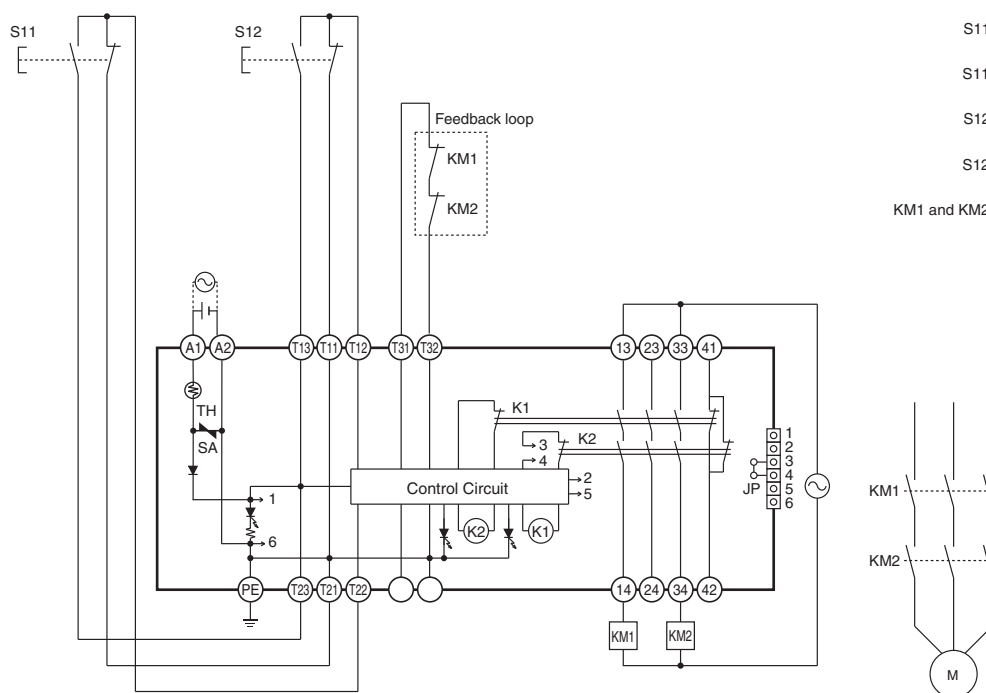 S11
S12
S11
S11
S12
S12
KM1 and KM2
Feedback loop
KM1
KM2
A1
A2
T13
T11
T12
T31
T32
13
23
33
41
TH
SA
K1
K2
3
4
2
5
1
6
Control Circuit
K2
K1
JP
1
2
3
4
5
6
PE
T23
T21
T22
14
24
34
42
KM1
KM2
KM1
KM2
M